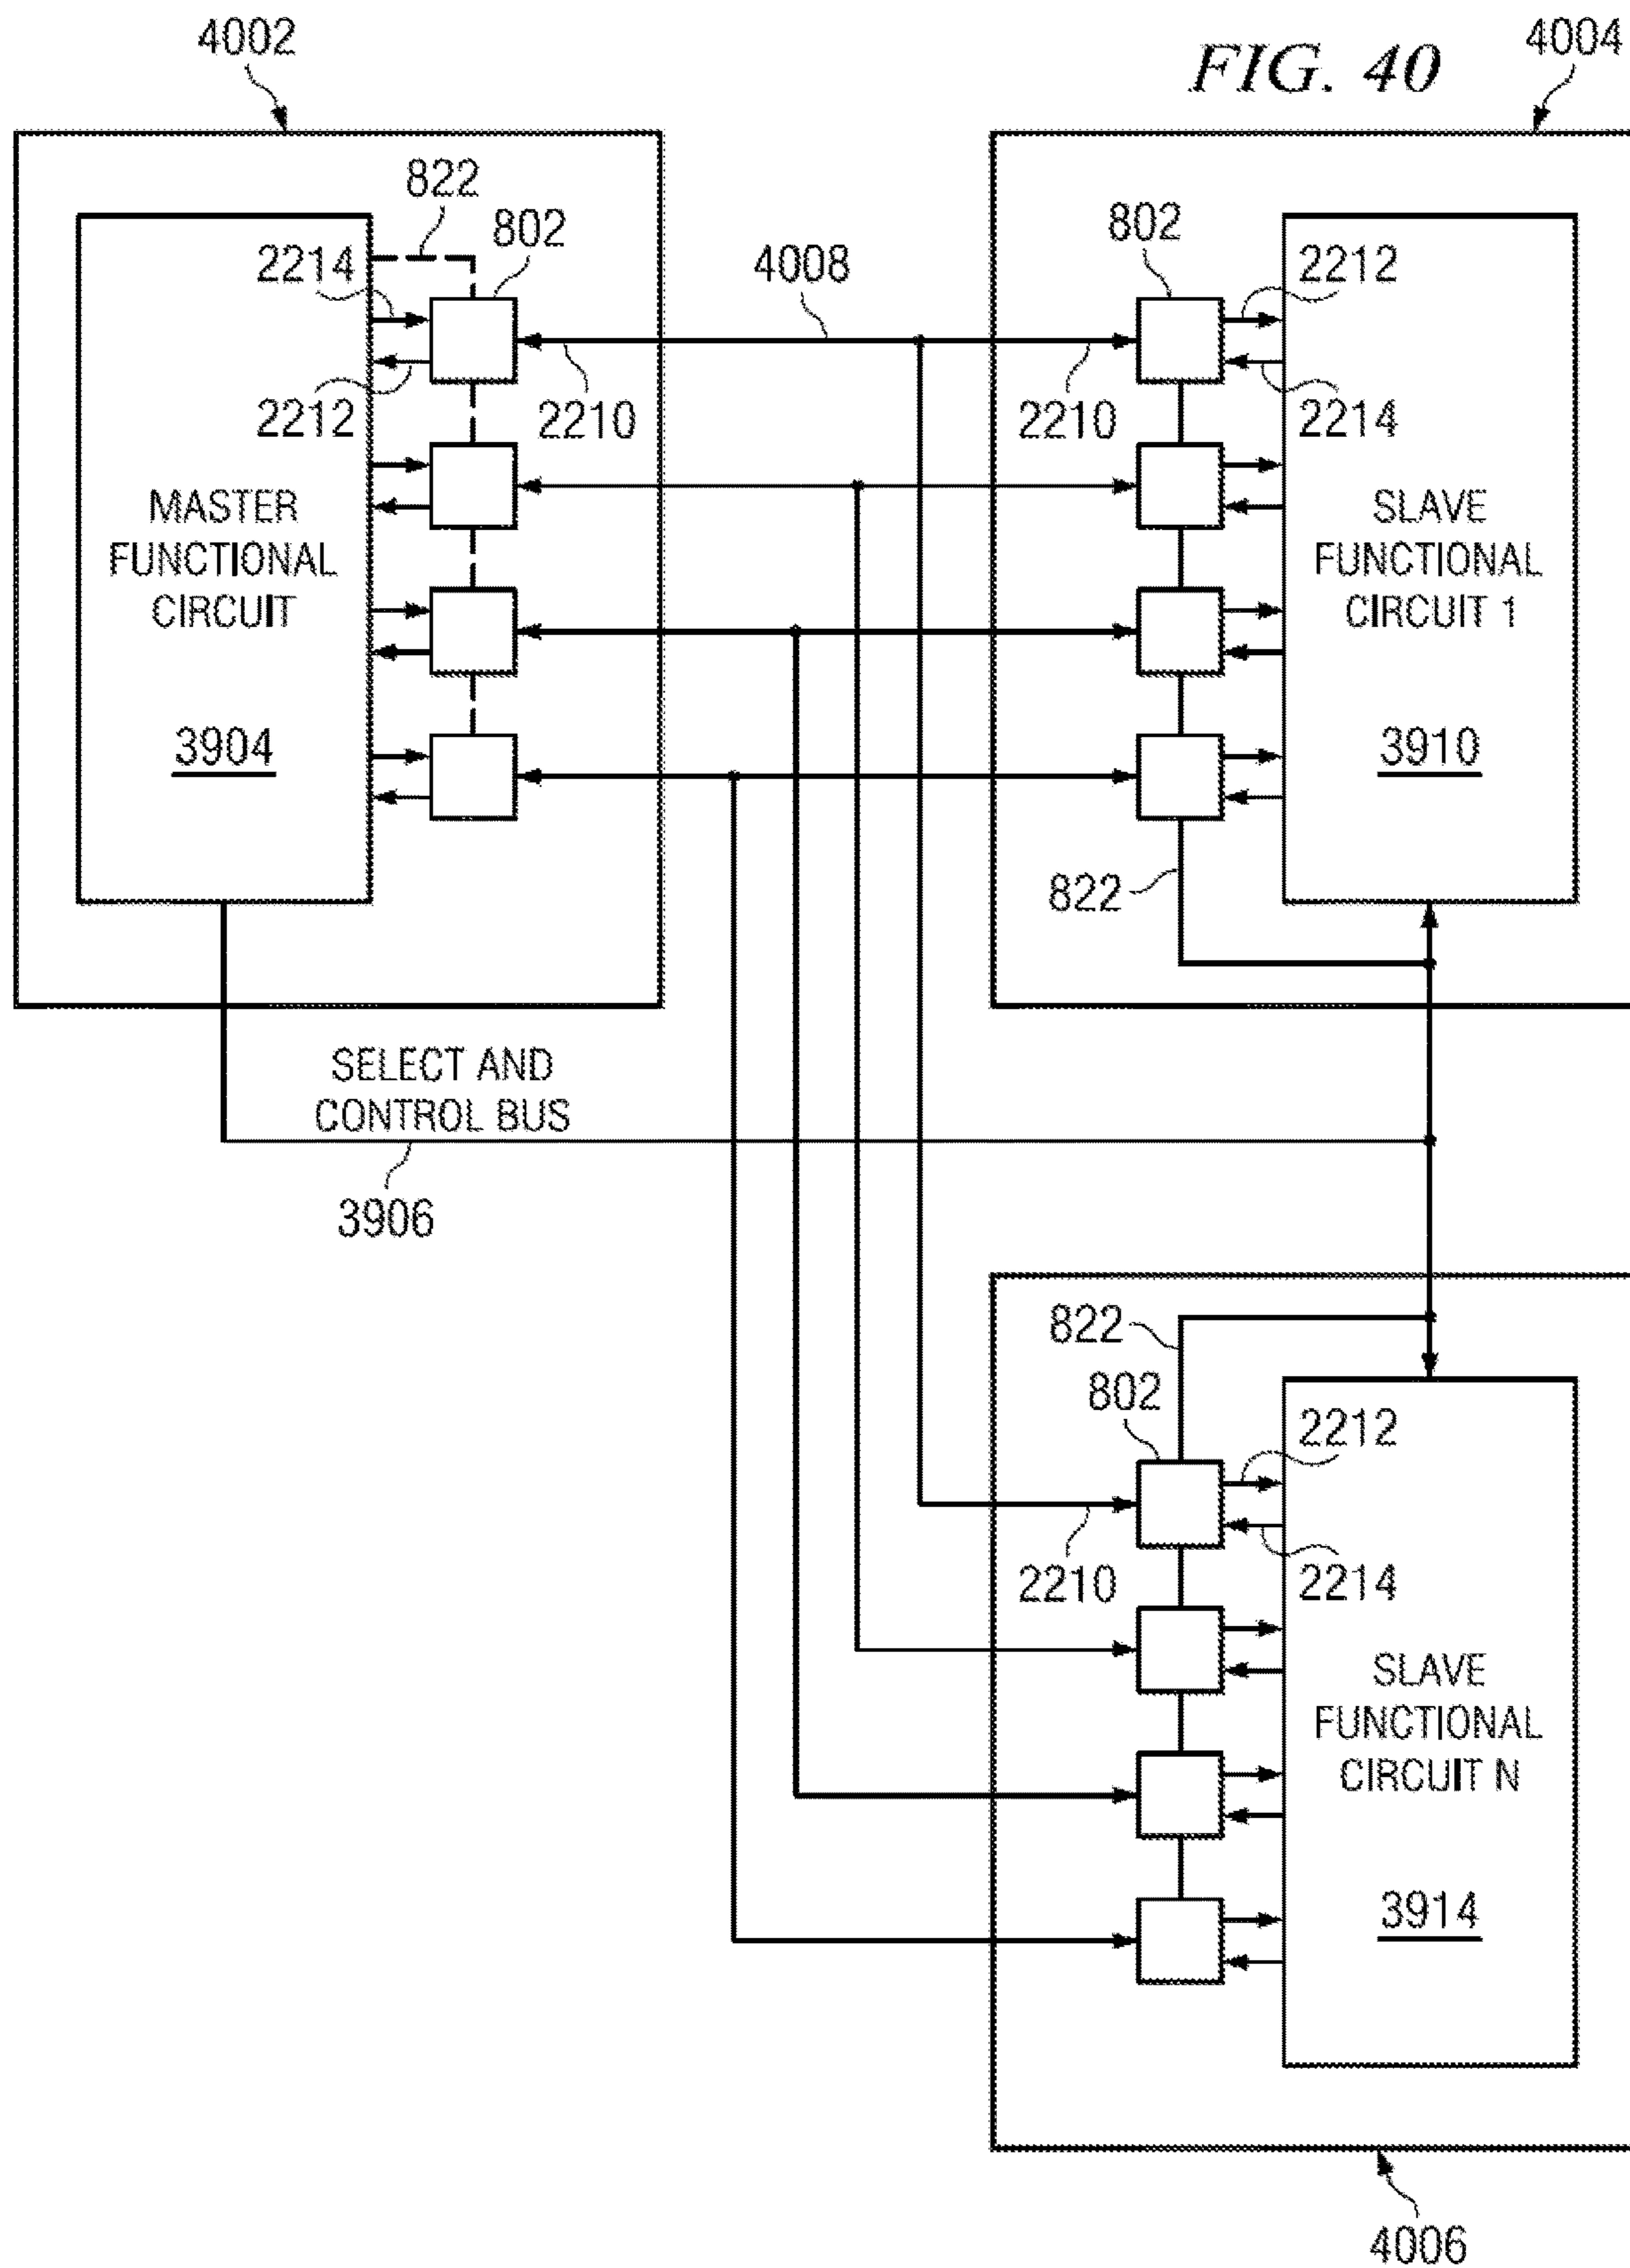 4002
FIG. 40
4004
822
802
2214
4008
802
2212
2212
2210
2210
2214
MASTER
FUNCTIONAL
CIRCUIT
3904
SLAVE
FUNCTIONAL
CIRCUIT 1
3910
822
SELECT AND
CONTROL BUS
3906
822
802
2212
2210
2214
SLAVE
FUNCTIONAL
CIRCUIT N
3914
4006